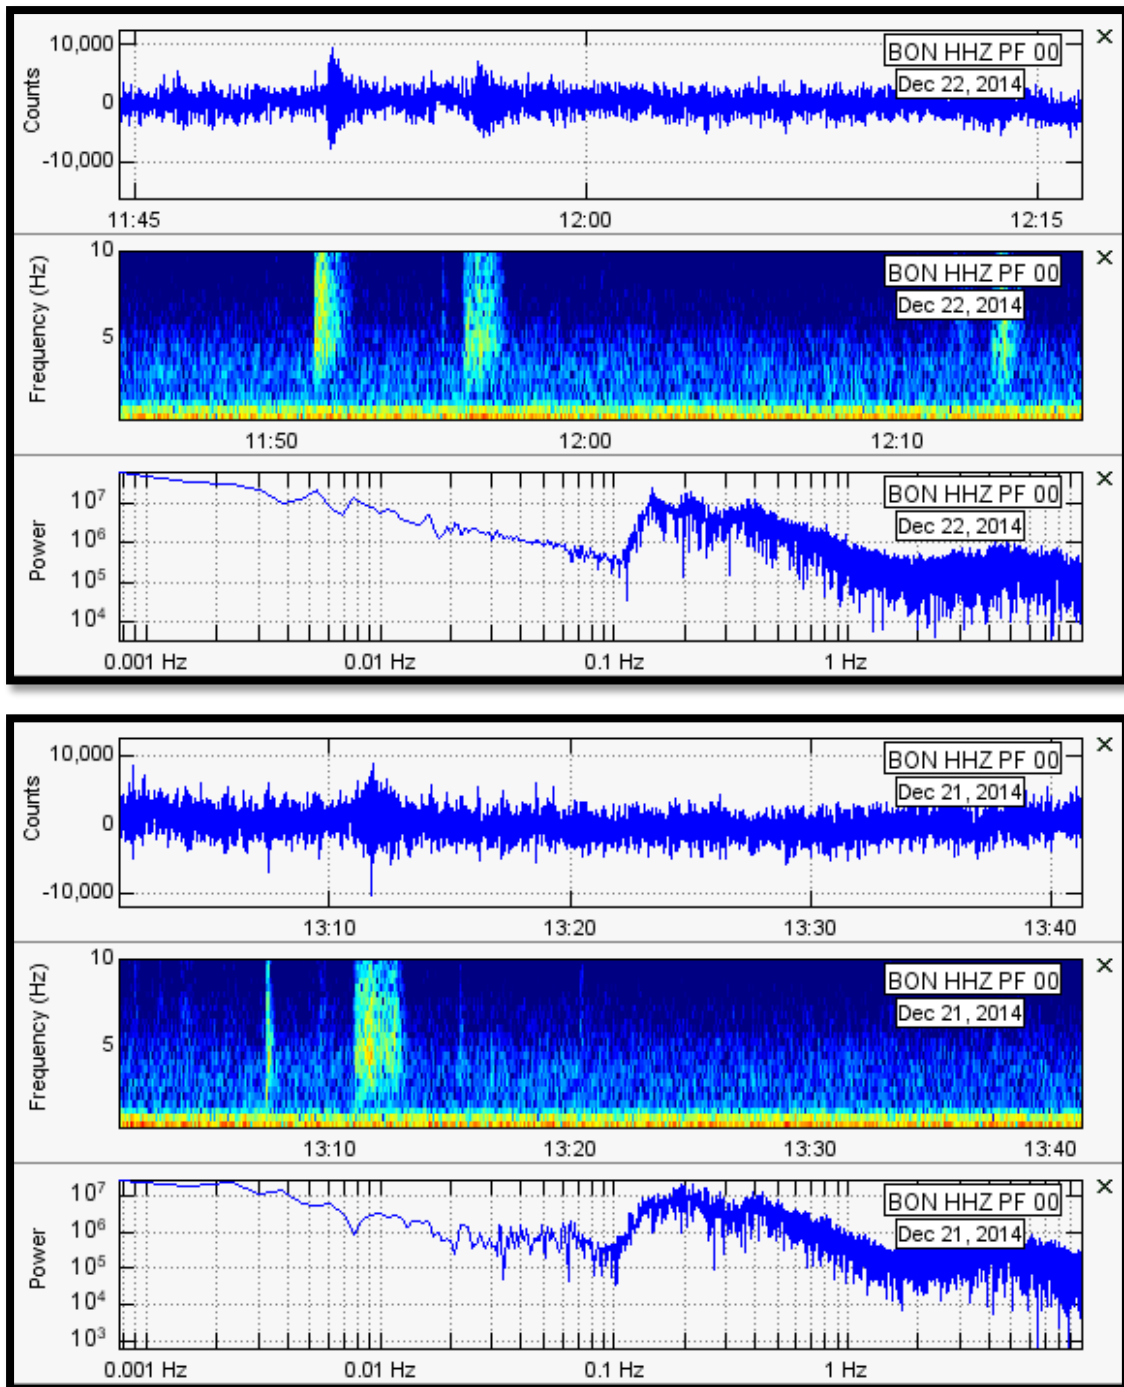 10,000
0
-10,000
Counts
BON HHZ PF 00
Dec 22, 2014
11:45 12:00 12:15
10
5
Frequency (Hz)
BON HHZ PF 00
Dec 22, 2014
11:50 12:00 12:10
10⁷
10⁶
10⁵
10⁴
Power
BON HHZ PF 00
Dec 22, 2014
0.001 Hz 0.01 Hz 0.1 Hz 1 Hz
10,000
0
-10,000
Counts
BON HHZ PF 00
Dec 21, 2014
13:10 13:20 13:30 13:40
10
5
Frequency (Hz)
BON HHZ PF 00
Dec 21, 2014
13:10 13:20 13:30 13:40
10⁷
10⁶
10⁵
10⁴
10³
Power
BON HHZ PF 00
Dec 21, 2014
0.001 Hz 0.01 Hz 0.1 Hz 1 Hz